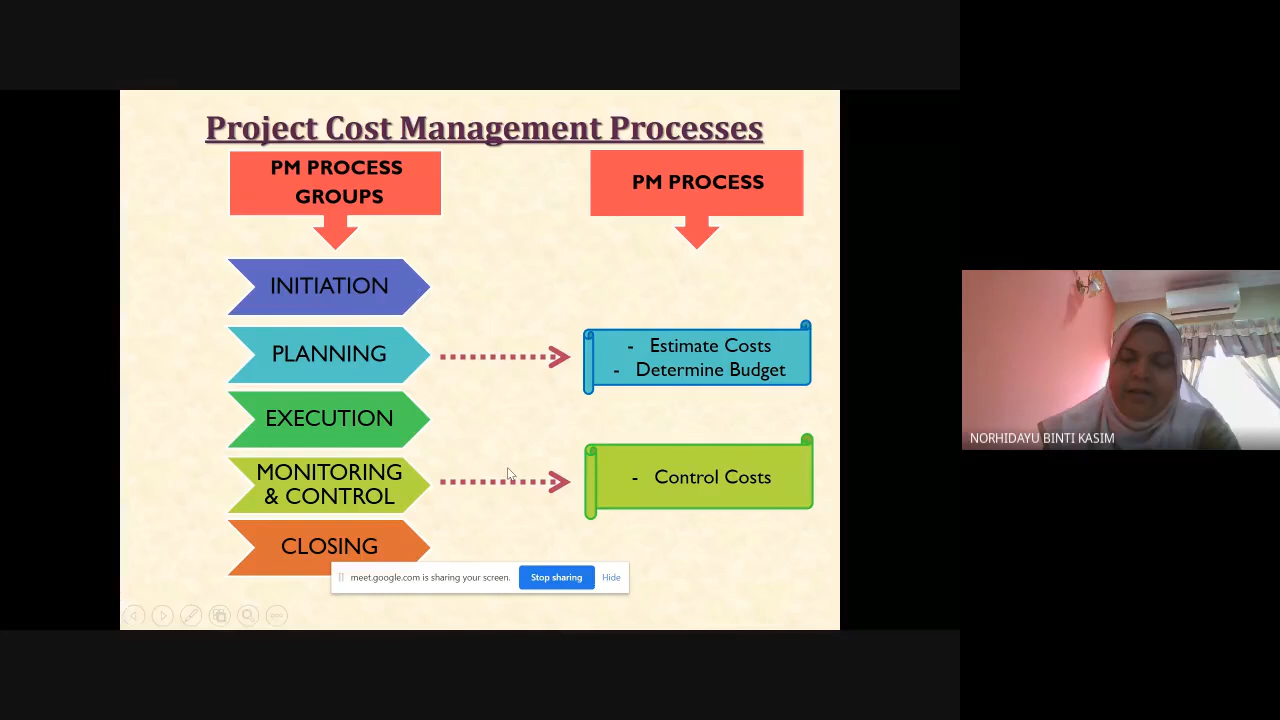 Project Cost Management Processes
PM PROCESS
GROUPS
PM PROCESS
INITIATION
PLANNING
- Estimate Costs
- Determine Budget
EXECUTION
MONITORING
& CONTROL
- Control Costs
CLOSING
meet.google.com is sharing your screen.
Stop sharing
Hide
NORHIDAYU BINTI KASIM